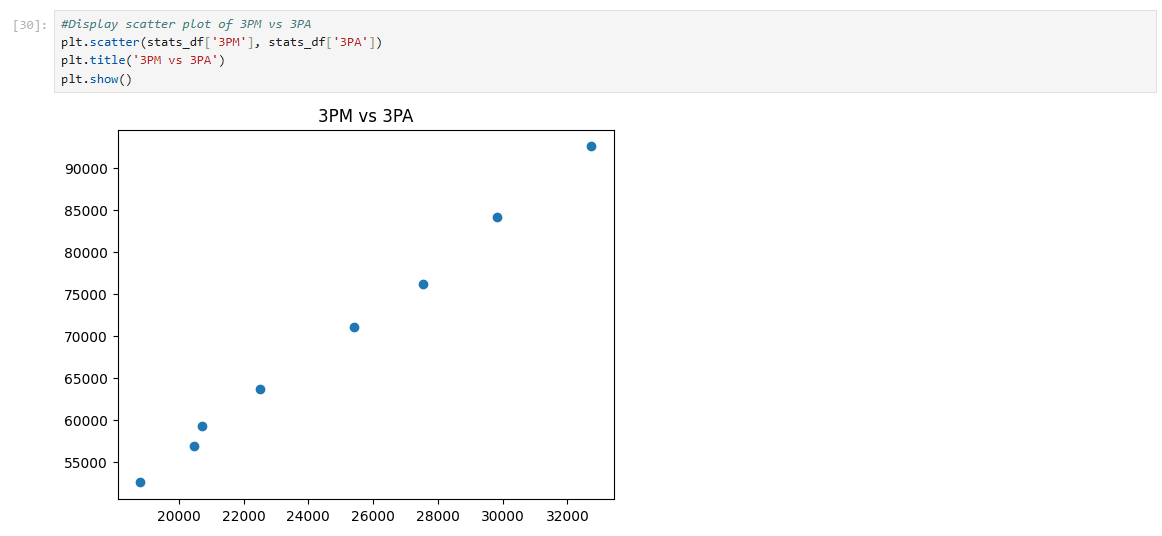 [30]: #Display scatter plot of 3PM vs 3PA
plt.scatter(stats_df['3PM'], stats_df['3PA'])
plt.title('3PM vs 3PA')
plt.show()
3PM vs 3PA
90000
85000
80000
75000
70000
65000
60000
55000
20000 22000 24000 26000 28000 30000 32000